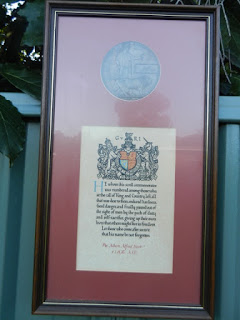 G V R I
HE whom this scroll commemorates
was numbered among those who,
at the call of King and Country, left all
that was dear to them, endured hardness,
faced danger, and finally passed out of
the sight of men by the path of duty
and self-sacrifice, giving up their own
lives that others might live in freedom.
Let those who come after see to it
that his name be not forgotten.
Pte. Albert